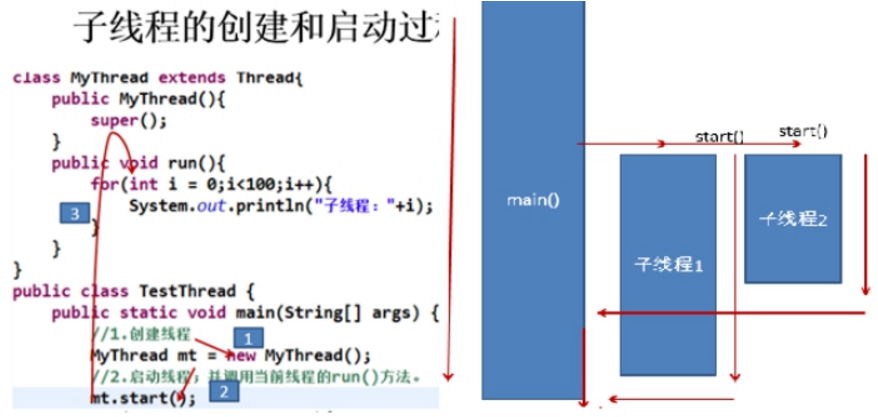 子线程的创建和启动过
class MyThread extends Thread{
public MyThread(){
super();
}
public void run(){
for(int i = 0;i<100;i++){
3
System.out.println("子线程："+i);
}
}
}
public class TestThread {
public static void main(String[] args) {
//1.创建线程
1
MyThread mt = new MyThread();
//2.启动线程；并调用当前线程的run()方法。
2
mt.start();
main()
start()
start()
子线程1
子线程2